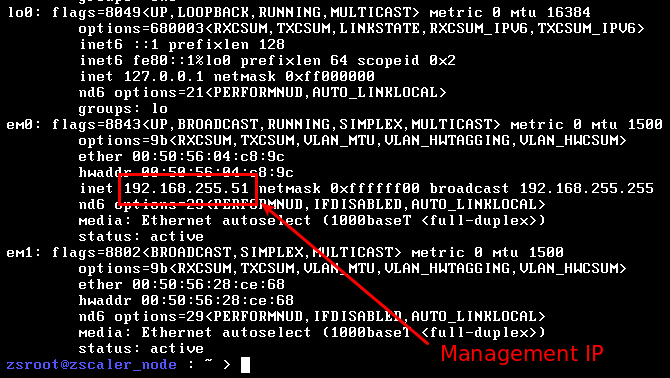 lo0: flags=8049<UP,LOOPBACK,RUNNING,MULTICAST> metric 0 mtu 16384
options=680003<RXCSUM,TXCSUM,LINKSTATE,RXCSUM_IPV6,TXCSUM_IPV6>
inet6 ::1 prefixlen 128
inet6 fe80::1%lo0 prefixlen 64 scopeid 0x2
inet 127.0.0.1 netmask 0xff000000
nd6 options=21<PERFORMNUD,AUTO_LINKLOCAL>
groups: lo
em0: flags=8843<UP,BROADCAST,RUNNING,SIMPLEX,MULTICAST> metric 0 mtu 1500
options=9b<RXCSUM,TXCSUM,VLAN_MTU,VLAN_HWTAGGING,VLAN_HWCSUM>
ether 00:50:56:04:c8:9c
hwaddr 00:50:56:04:c8:9c
inet 192.168.255.51 netmask 0xffffff00 broadcast 192.168.255.255
nd6 options=29<PERFORMNUD,IFDISABLED,AUTO_LINKLOCAL>
media: Ethernet autoselect (1000baseT <full-duplex>)
status: active
em1: flags=8802<BROADCAST,SIMPLEX,MULTICAST> metric 0 mtu 1500
options=9b<RXCSUM,TXCSUM,VLAN_MTU,VLAN_HWTAGGING,VLAN_HWCSUM>
ether 00:50:56:28:ce:68
hwaddr 00:50:56:28:ce:68
nd6 options=29<PERFORMNUD,IFDISABLED,AUTO_LINKLOCAL>
media: Ethernet autoselect (1000baseT <full-duplex>)
status: active
Management IP
zsroot@zscaler_node : ~ >